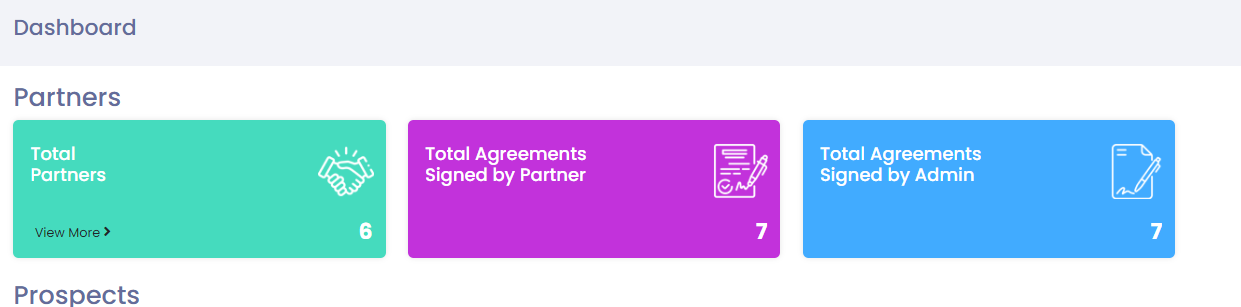 Dashboard
Partners
Total
Partners
View More
6
Total Agreements
Signed by Partner
7
Total Agreements
Signed by Admin
7
Prospects